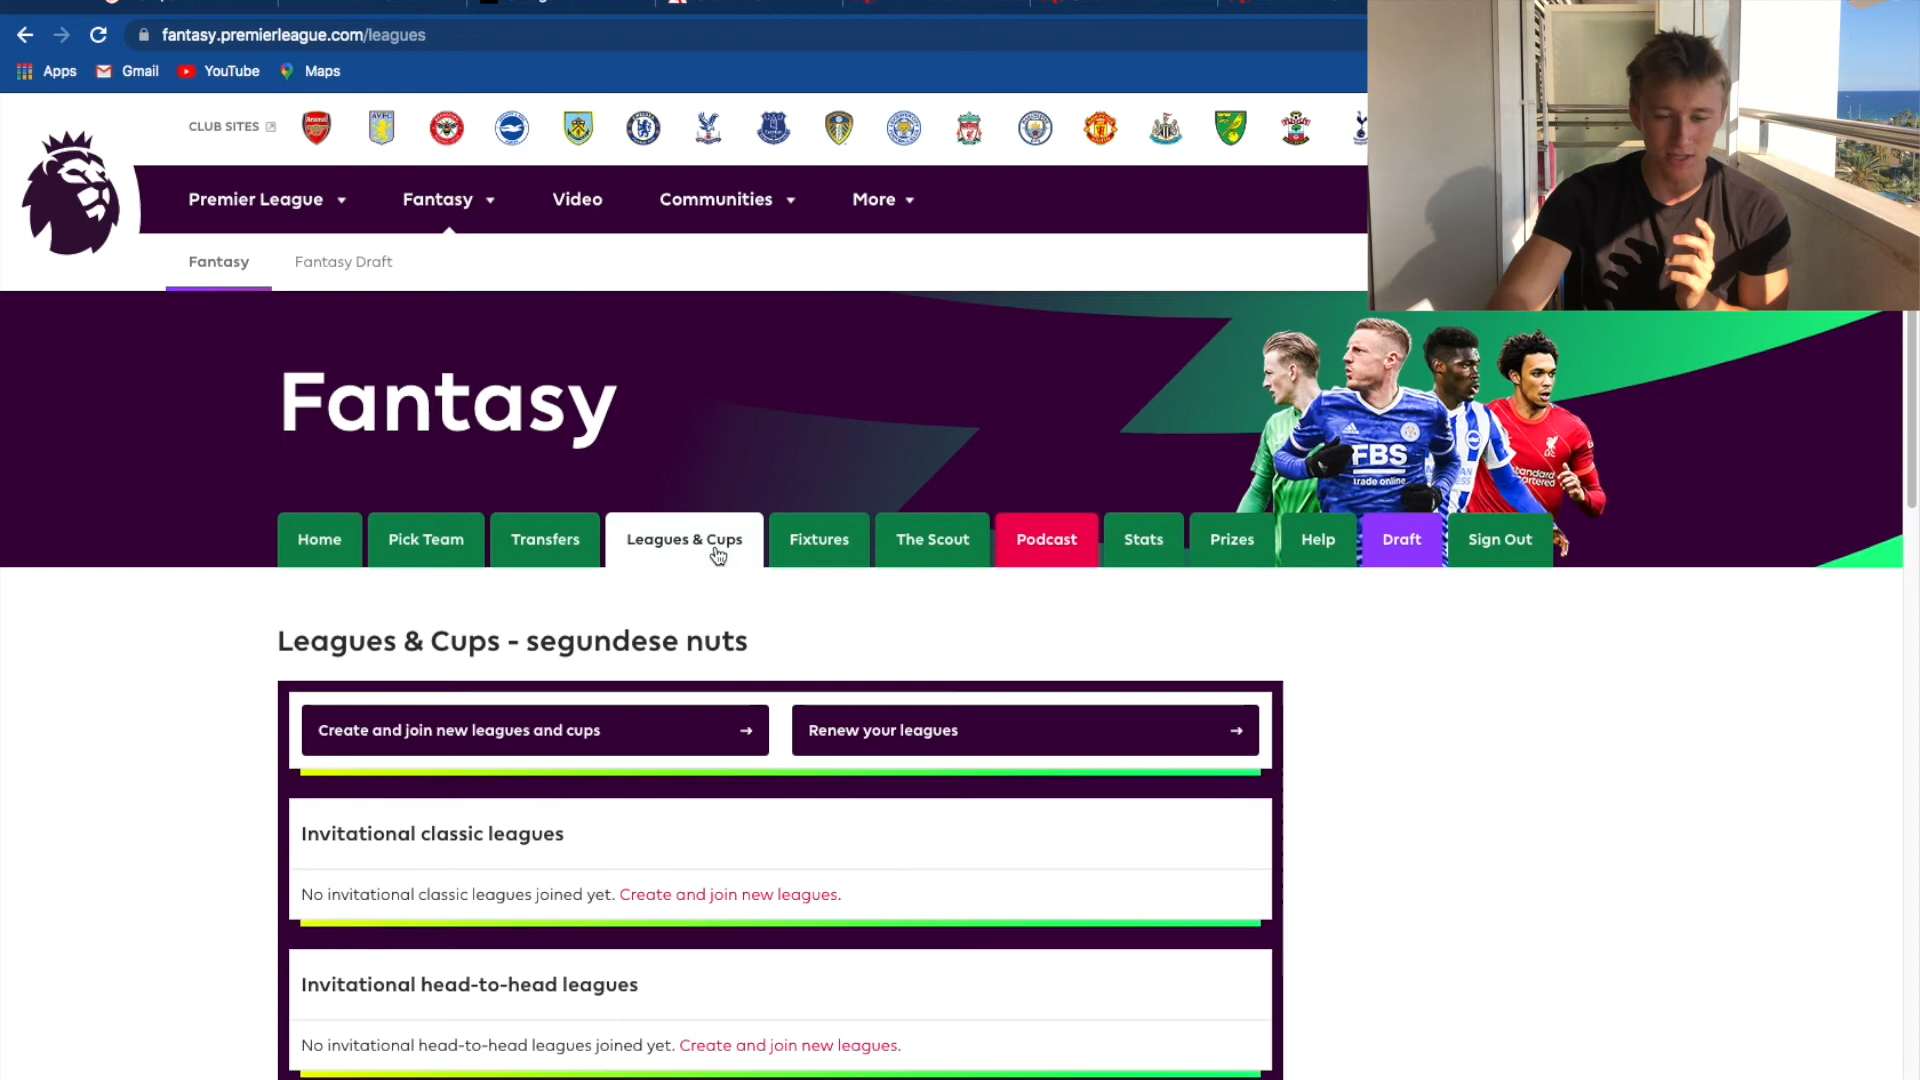 fantasy.premierleague.com/leagues
Apps Gmail YouTube Maps
CLUB SITES
Premier League Fantasy Video Communities More
Fantasy Fantasy Draft
Fantasy
FBS
trade online
Home Pick Team Transfers Leagues & Cups Fixtures The Scout Podcast Stats Prizes Help Draft Sign Out
Leagues & Cups - segundese nuts
Create and join new leagues and cups → Renew your leagues →
Invitational classic leagues
No invitational classic leagues joined yet. Create and join new leagues.
Invitational head-to-head leagues
No invitational head-to-head leagues joined yet. Create and join new leagues.